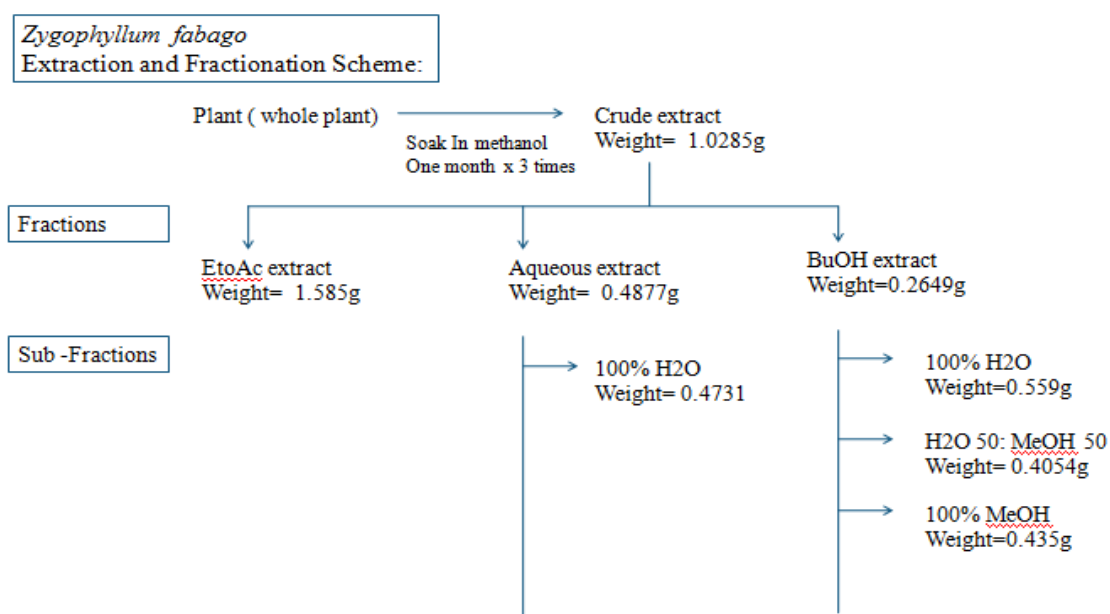 Zygophyllum fabago
Extraction and Fractionation Scheme:
Plant ( whole plant)
Soak In methanol
One month x 3 times
Crude extract
Weight= 1.0285g
Fractions
EtoAc extract
Weight= 1.585g
Aqueous extract
Weight= 0.4877g
BuOH extract
Weight=0.2649g
Sub -Fractions
100% H2O
Weight= 0.4731
100% H2O
Weight=0.559g
H2O 50: MeOH 50
Weight= 0.4054g
100% MeOH
Weight=0.435g